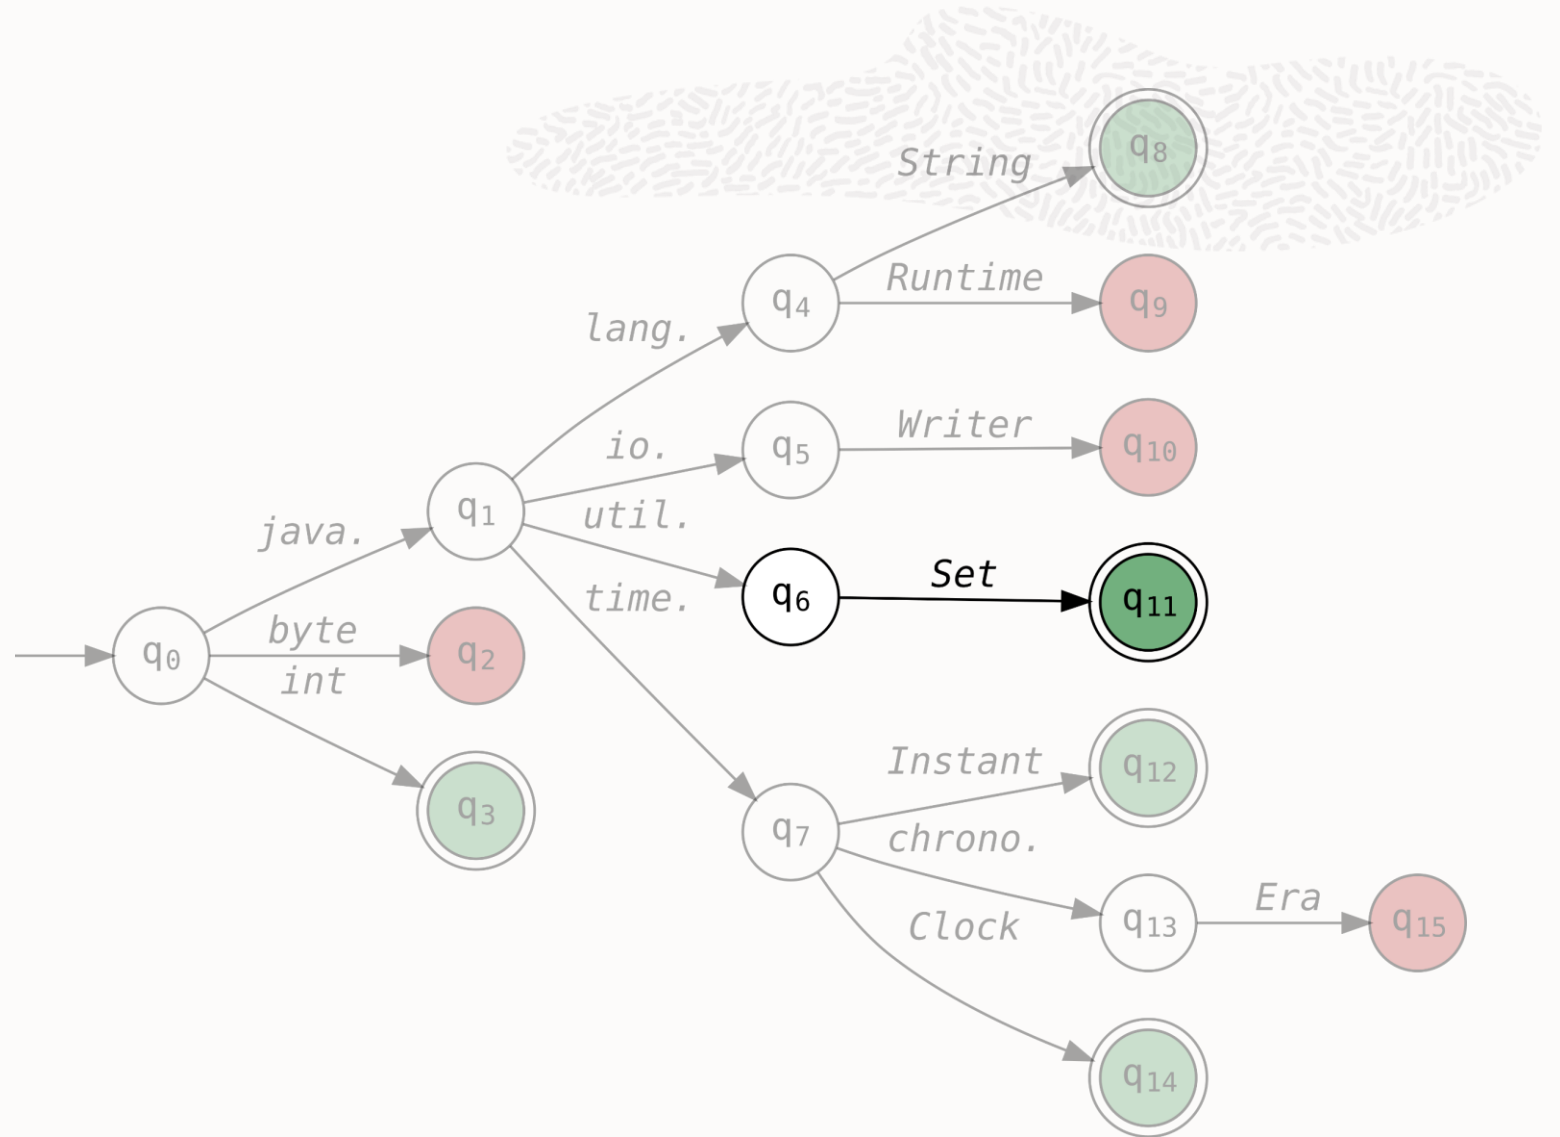 String
q8
Runtime
q4
q9
lang.
Writer
io.
q5
q10
q1
util.
java.
Set
q6
q11
time.
byte
q0
q2
int
Instant
q12
q3
q7
chrono.
Era
Clock
q13
q15
q14